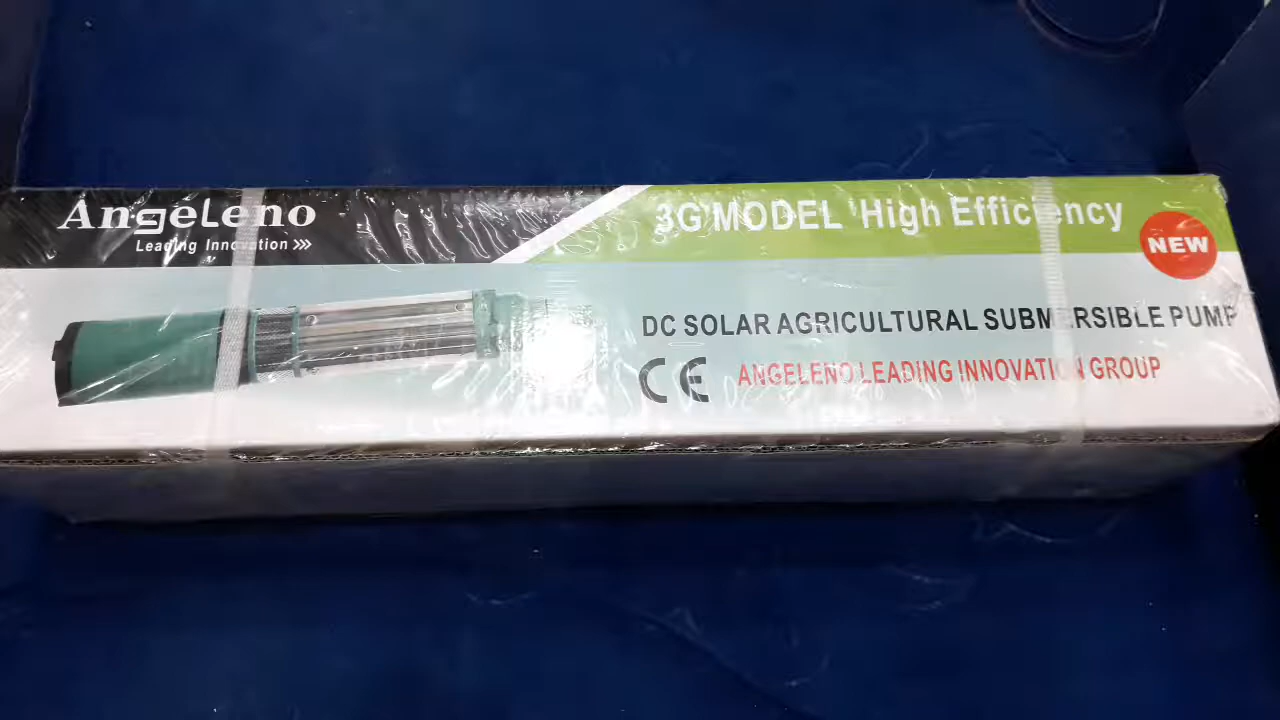 Angeleno
Leading Innovation >>>
3G MODEL High Efficiency
NEW
DC SOLAR AGRICULTURAL SUBMERSIBLE PUMP
CE ANGELENO LEADING INNOVATION GROUP